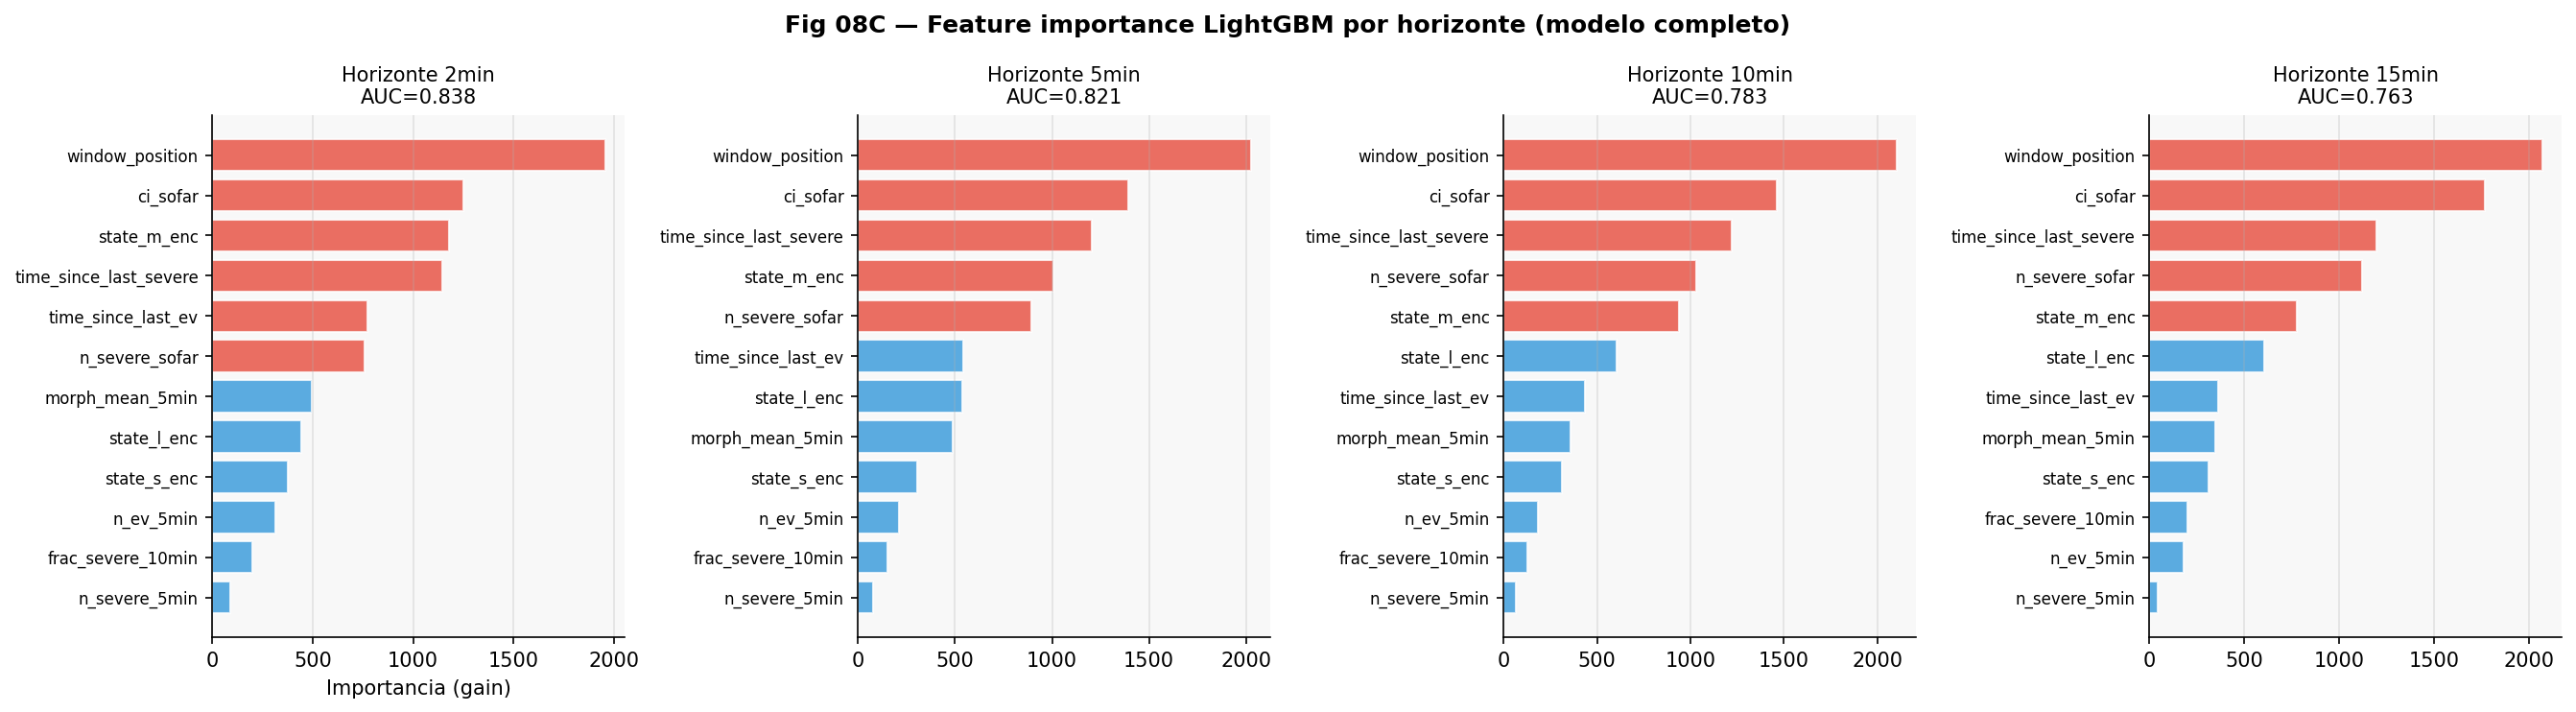 Fig 08C — Feature importance LightGBM por horizonte (modelo completo)
Horizonte 2min
AUC=0.838
window_position
ci_sofar
state_m_enc
time_since_last_severe
time_since_last_ev
n_severe_sofar
morph_mean_5min
state_l_enc
state_s_enc
n_ev_5min
frac_severe_10min
n_severe_5min
0 500 1000 1500 2000
Importancia (gain)
Horizonte 5min
AUC=0.821
window_position
ci_sofar
time_since_last_severe
state_m_enc
n_severe_sofar
time_since_last_ev
state_l_enc
morph_mean_5min
state_s_enc
n_ev_5min
frac_severe_10min
n_severe_5min
0 500 1000 1500 2000
Horizonte 10min
AUC=0.783
window_position
ci_sofar
time_since_last_severe
n_severe_sofar
state_m_enc
state_l_enc
time_since_last_ev
morph_mean_5min
state_s_enc
n_ev_5min
frac_severe_10min
n_severe_5min
0 500 1000 1500 2000
Horizonte 15min
AUC=0.763
window_position
ci_sofar
time_since_last_severe
n_severe_sofar
state_m_enc
state_l_enc
time_since_last_ev
morph_mean_5min
state_s_enc
frac_severe_10min
n_ev_5min
n_severe_5min
0 500 1000 1500 2000